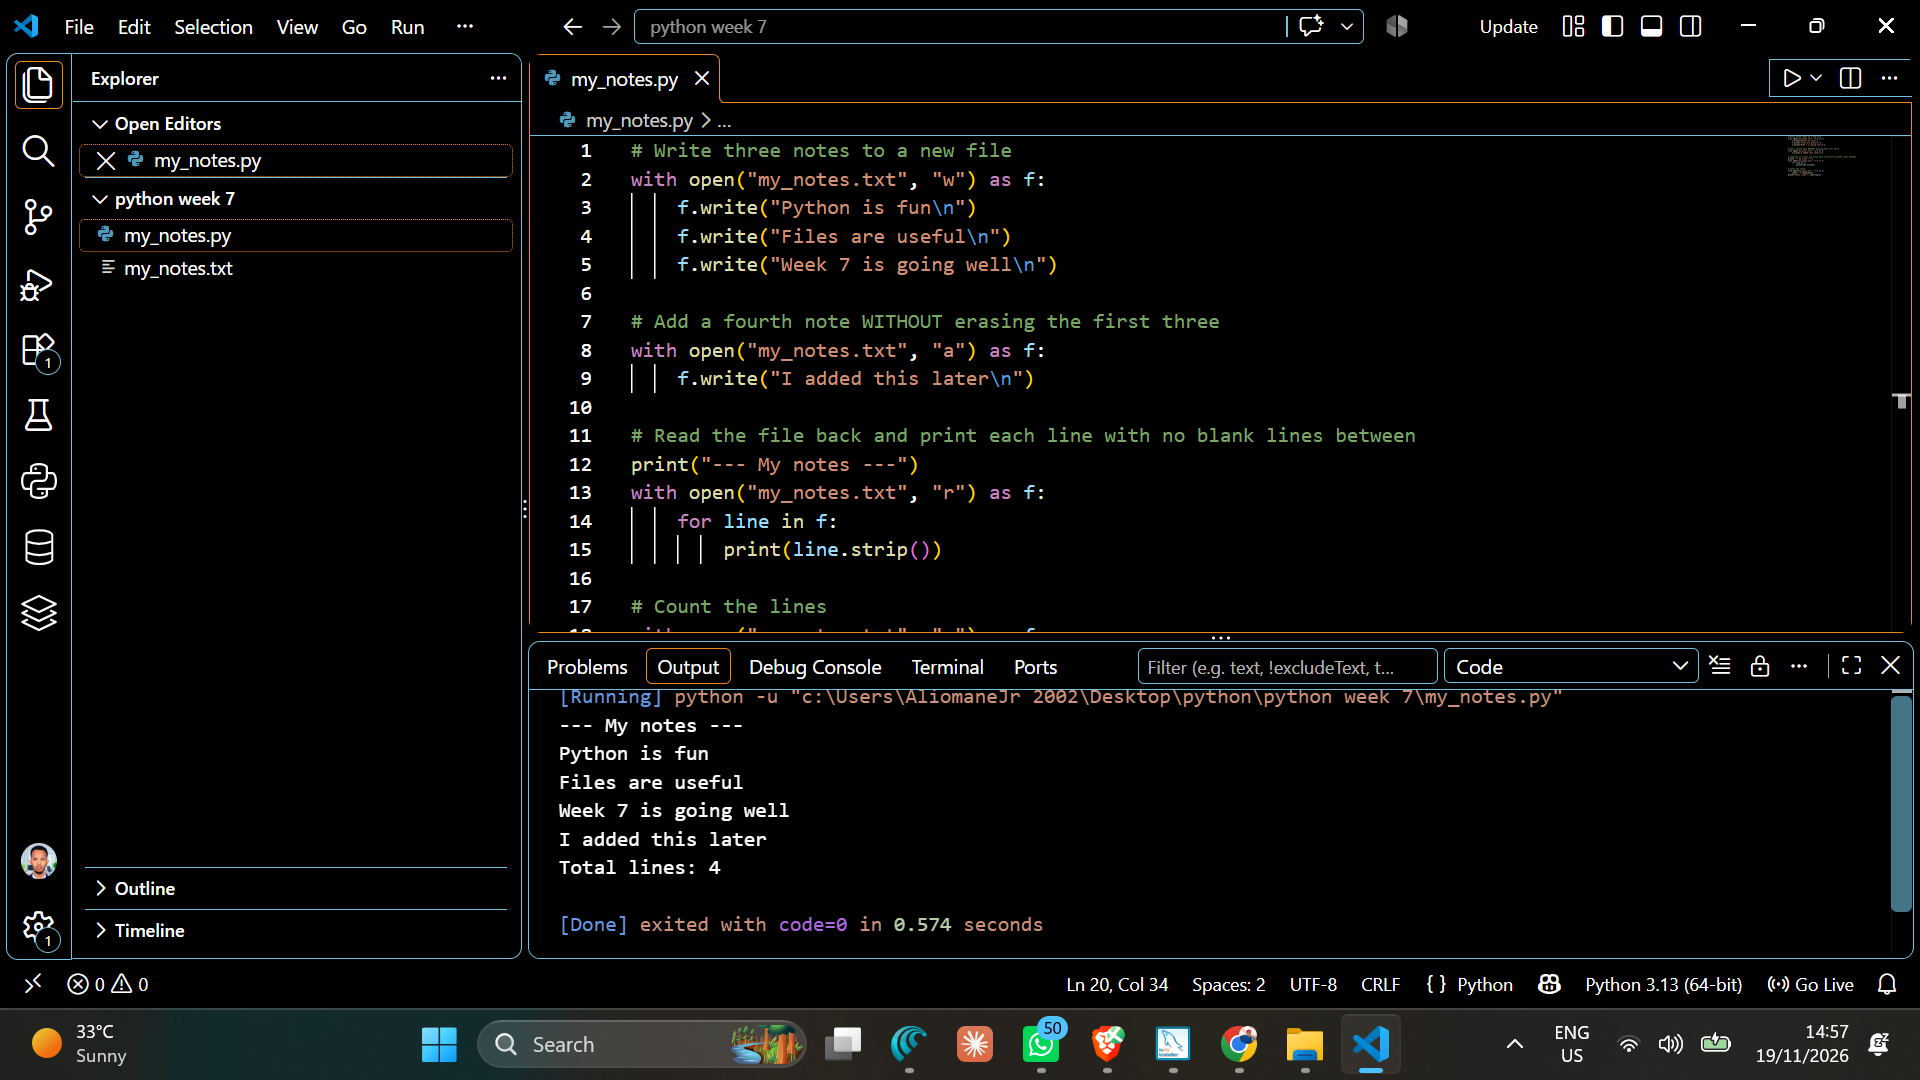 File Edit Selection View Go Run ···
python week 7
Update
Explorer
Open Editors
my_notes.py
python week 7
my_notes.py
my_notes.txt
Outline
Timeline
my_notes.py
my_notes.py > ...
1 # Write three notes to a new file
2 with open("my_notes.txt", "w") as f:
3 f.write("Python is fun\n")
4 f.write("Files are useful\n")
5 f.write("Week 7 is going well\n")
6
7 # Add a fourth note WITHOUT erasing the first three
8 with open("my_notes.txt", "a") as f:
9 f.write("I added this later\n")
10
11 # Read the file back and print each line with no blank lines between
12 print("--- My notes ---")
13 with open("my_notes.txt", "r") as f:
14 for line in f:
15 print(line.strip())
16
17 # Count the lines
Problems Output Debug Console Terminal Ports
Filter (e.g. text, !excludeText, t...
Code
[Running] python -u "c:\Users\AliomaneJr 2002\Desktop\python\python week 7\my_notes.py"
--- My notes ---
Python is fun
Files are useful
Week 7 is going well
I added this later
Total lines: 4
[Done] exited with code=0 in 0.574 seconds
1
1
0 0
Ln 20, Col 34 Spaces: 2 UTF-8 CRLF { } Python Python 3.13 (64-bit) Go Live
33°C
Sunny
Search
50
ENG
US
14:57
19/11/2026